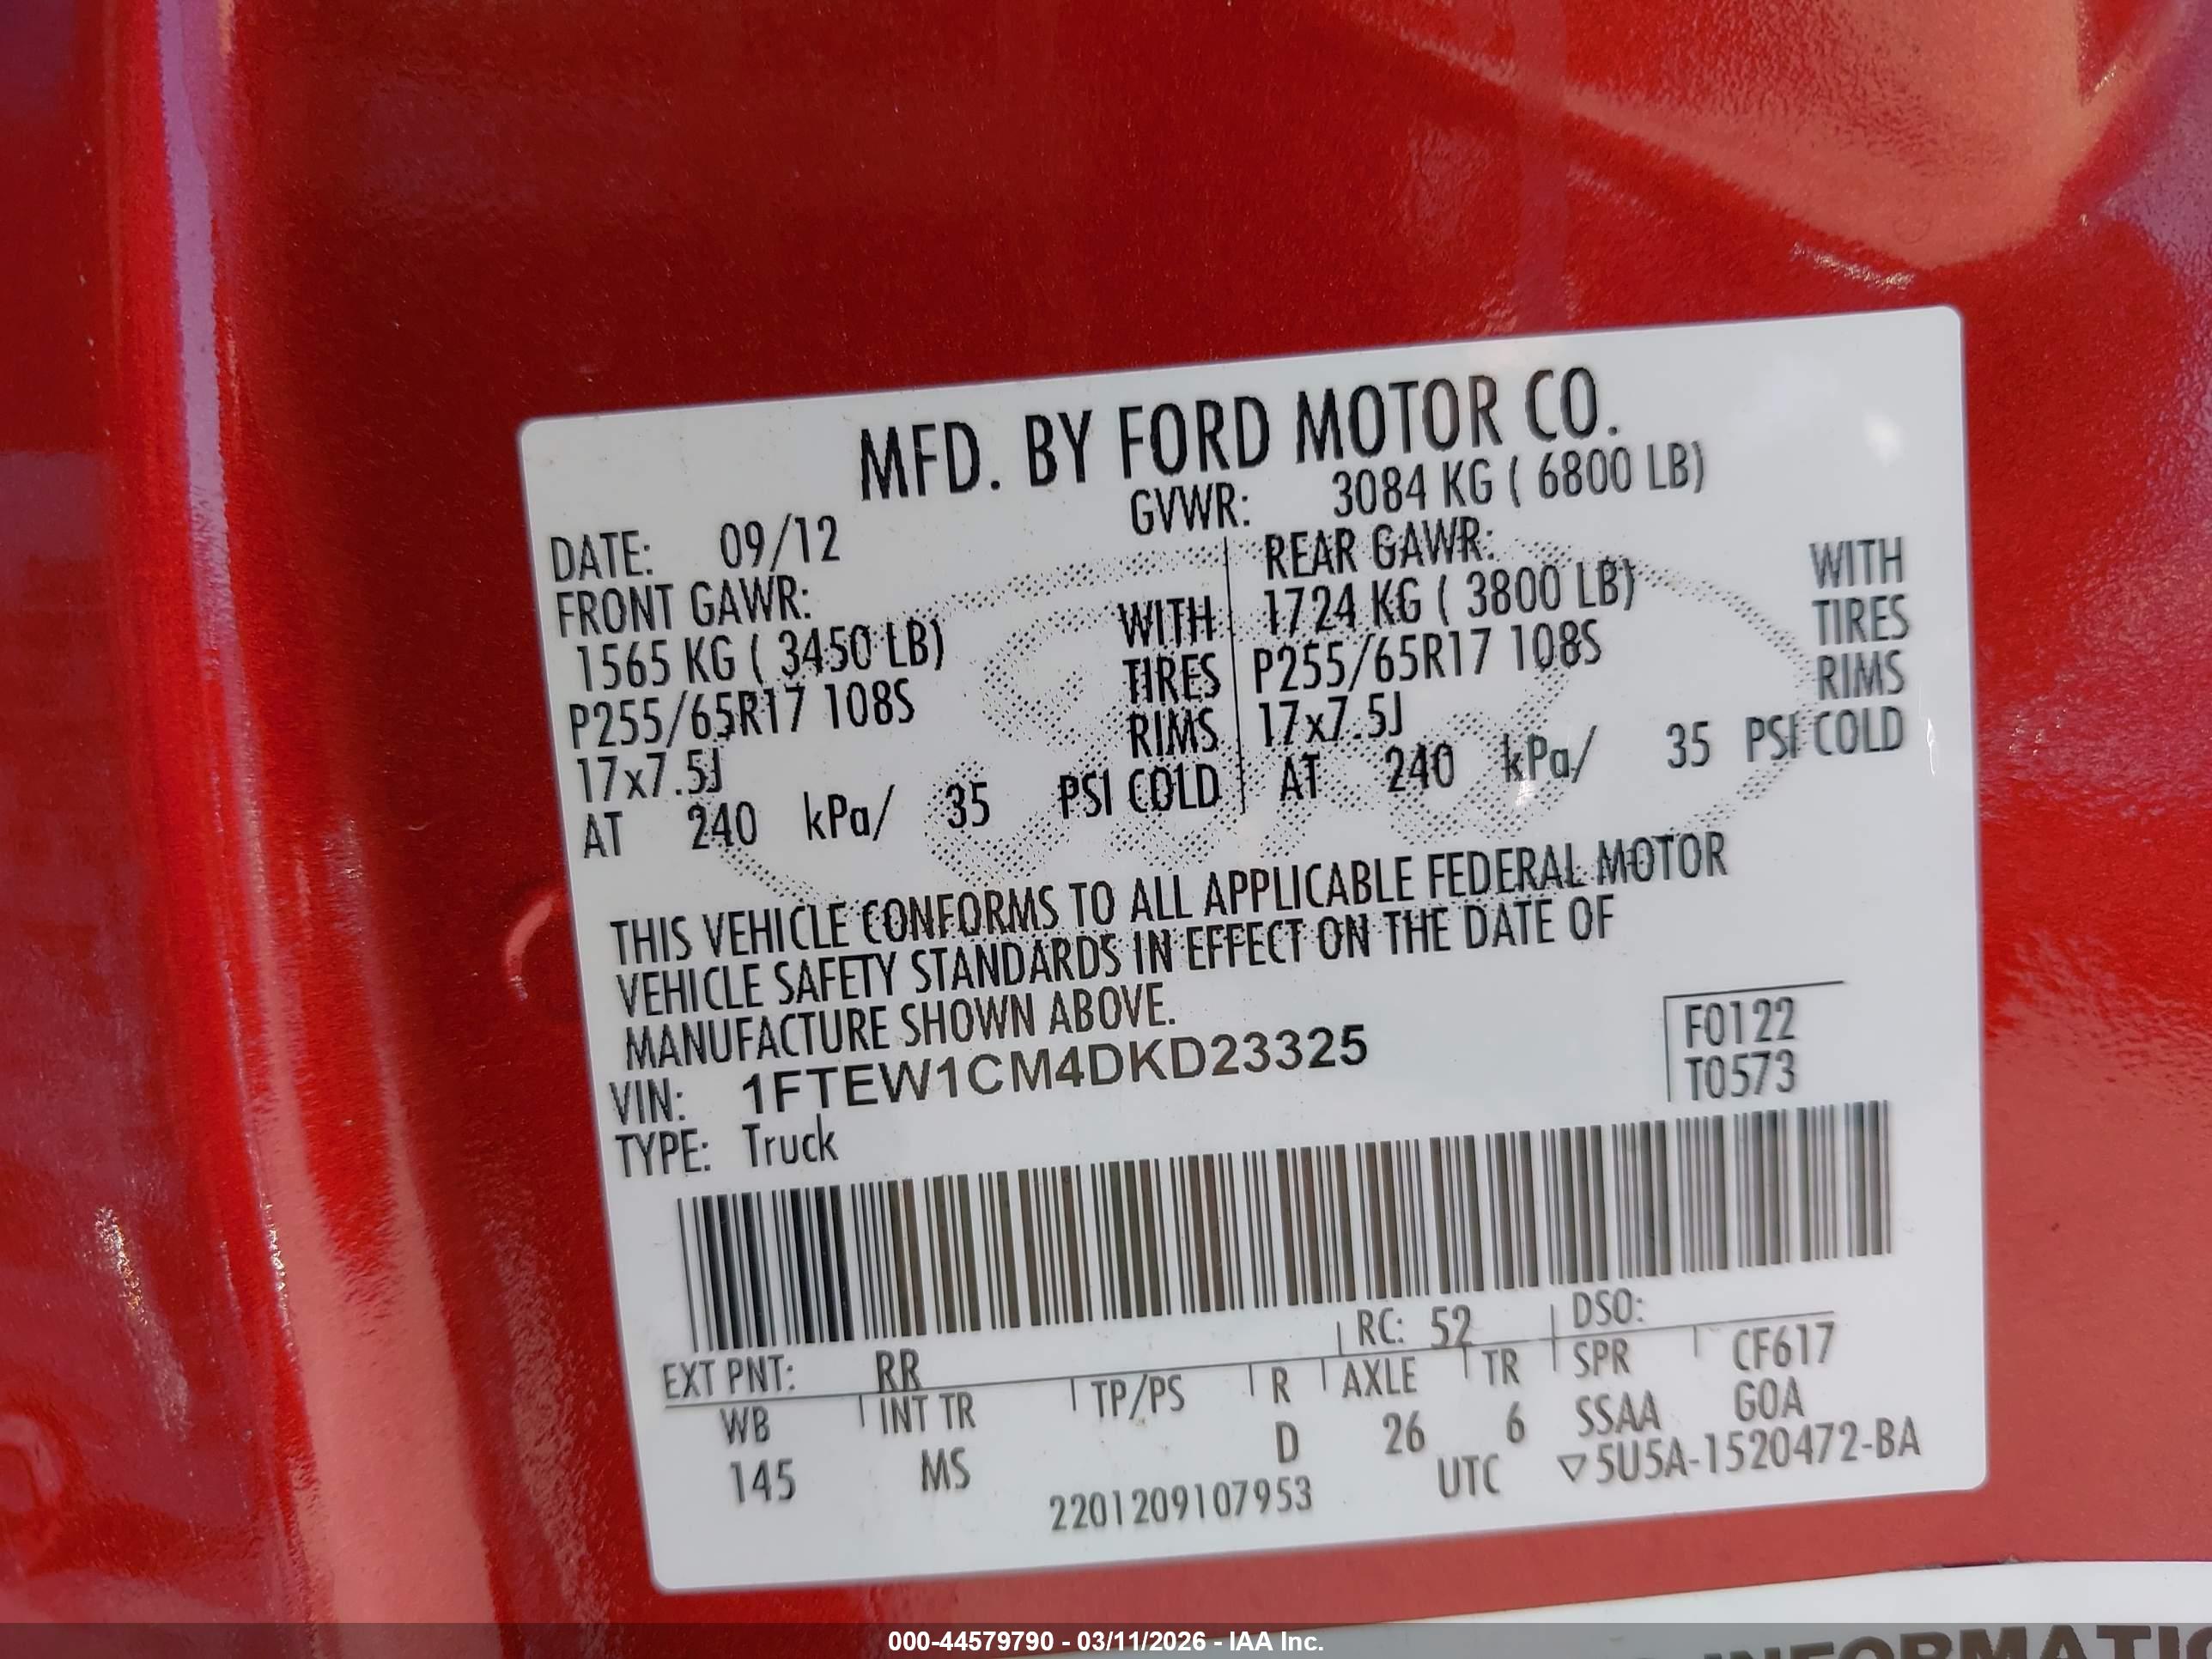 MFD. BY FORD MOTOR CO.
DATE: 09/12 GVWR: 3084 KG ( 6800 LB)
FRONT GAWR: REAR GAWR:
1565 KG ( 3450 LB) WITH 1724 KG ( 3800 LB) WITH
P255/65R17 108S TIRES P255/65R17 108S TIRES
17x7.5J RIMS 17x7.5J RIMS
AT 240 kPa/ 35 PSI COLD AT 240 kPa/ 35 PSI COLD
THIS VEHICLE CONFORMS TO ALL APPLICABLE FEDERAL MOTOR
VEHICLE SAFETY STANDARDS IN EFFECT ON THE DATE OF
MANUFACTURE SHOWN ABOVE.
VIN: 1FTEW1CM4DKD23325 F0122
TYPE: Truck T0573
EXT PNT: RR RC: 52 DSO:
WB INT TR TP/PS R AXLE TR SPR CF617
145 MS D 26 6 SSAA GOA
2201209107953 UTC ▽5U5A-1520472-BA
000-44579790 - 03/11/2026 - IAA Inc.